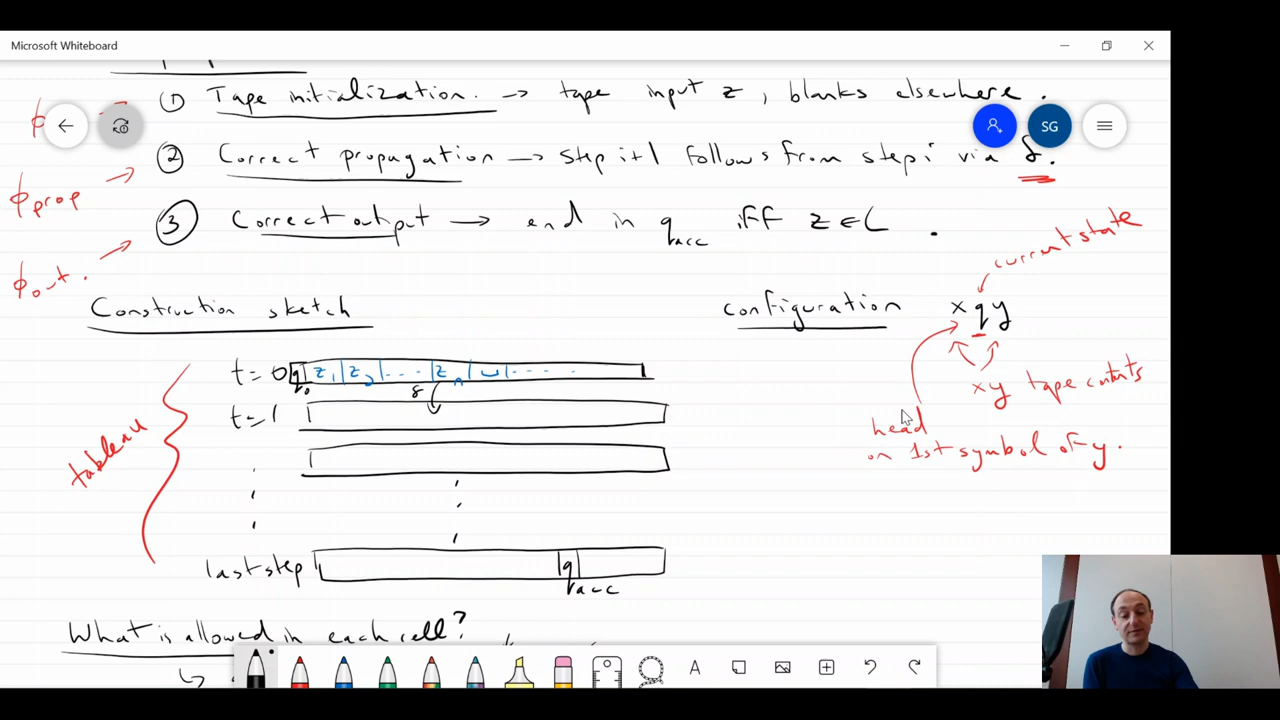 Microsoft Whiteboard
① Tape initialization. → tape input z, blanks elsewhere.
SG
② Correct propagation → step i+1 follows from step i via δ.
ϕprop
③ Correct output → end in qacc iff z ∈ L.
current state
ϕout.
Construction sketch
configuration x q y
t=0 q0 z1 z2 ... zn ⊔ ...
δ
xy tape contents
t=1
head
on 1st symbol of y.
tableau
last step qacc
What is allowed in each cell?
A